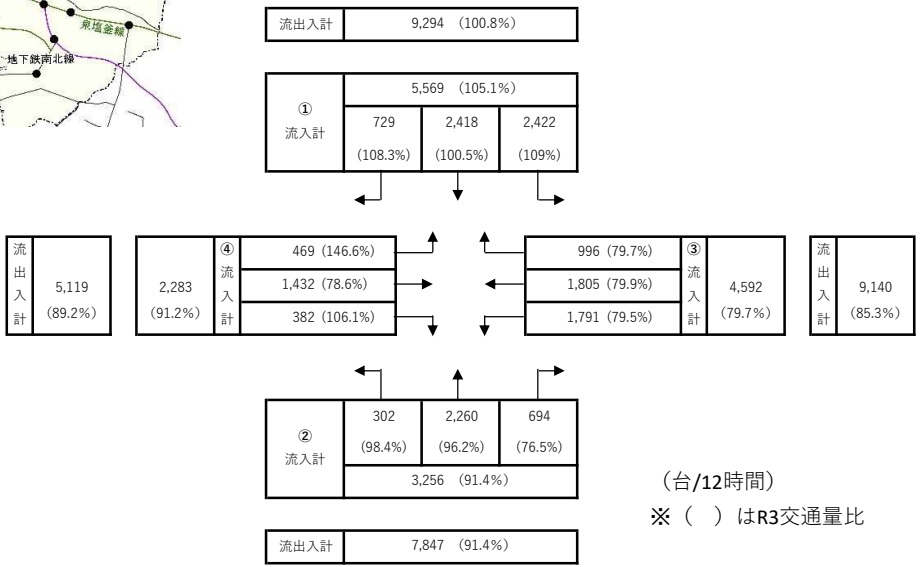 泉塩釜線
地下鉄南北線
流出入計 9,294 (100.8%)
① 流入計
5,569 (105.1%)
729 2,418 2,422
(108.3%) (100.5%) (109%)
流出入計
5,119
(89.2%)
2,283
(91.2%)
④ 流入計
469 (146.6%)
1,432 (78.6%)
382 (106.1%)
996 (79.7%)
1,805 (79.9%)
1,791 (79.5%)
③ 流入計
4,592
(79.7%)
流出入計
9,140
(85.3%)
② 流入計
302 2,260 694
(98.4%) (96.2%) (76.5%)
3,256 (91.4%)
流出入計 7,847 (91.4%)
(台/12時間)
※ ( ) はR3交通量比